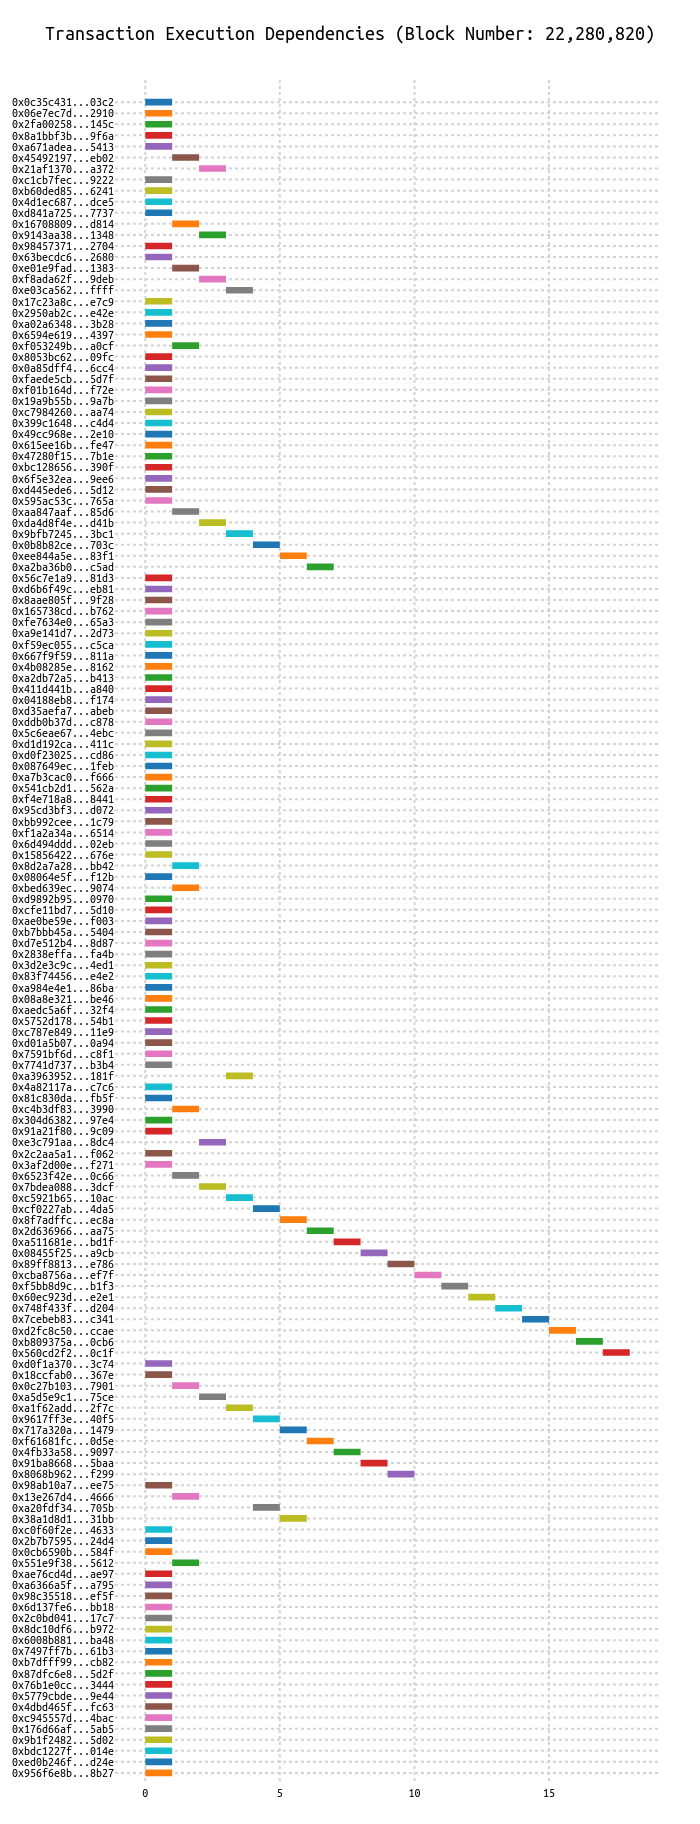 Transaction Execution Dependencies (Block Number: 22,280,820)
0x0c35c431...03c2
0x06e7ec7d...2910
0x2fa00258...145c
0x8a1bbf3b...9f6a
0xa671adea...5413
0x45492197...eb02
0x21af1370...a372
0xc1cb7fec...9222
0xb60ded85...6241
0x4d1ec687...dce5
0xd841a725...7737
0x16708809...d814
0x9143aa38...1348
0x98457371...2704
0x63becdc6...2680
0xe01e9fad...1383
0xf8ada62f...9deb
0xe03ca562...ffff
0x17c23a8c...e7c9
0x2950ab2c...e42e
0xa02a6348...3b28
0x6594e619...4397
0xf053249b...a0cf
0x8053bc62...09fc
0x0a85dff4...6cc4
0xfaede5cb...5d7f
0xf01b164d...f72e
0x19a9b55b...9a7b
0xc7984260...aa74
0x399c1648...c4d4
0x49cc968e...2e10
0x615ee16b...fe47
0x47280f15...7b1e
0xbc128656...390f
0x6f5e32ea...9ee6
0xd445ede6...5d12
0x595ac53c...765a
0xaa847aaf...85d6
0xda4d8f4e...d41b
0x9bfb7245...3bc1
0x0b8b82ce...703c
0xee844a5e...83f1
0xa2ba36b0...c5ad
0x56c7e1a9...81d3
0xd6b6f49c...eb81
0x8aae805f...9f28
0x165738cd...b762
0xfe7634e0...65a3
0xa9e141d7...2d73
0xf59ec055...c5ca
0x667f9f59...811a
0x4b08285e...8162
0xa2db72a5...b413
0x411d441b...a840
0x04188eb8...f174
0xd35aefa7...abeb
0xddb0b37d...c878
0x5c6eae67...4ebc
0xd1d192ca...411c
0xd0f23025...cd86
0x087649ec...1feb
0xa7b3cac0...f666
0x541cb2d1...562a
0xf4e718a8...8441
0x95cd3bf3...d072
0xbb992cee...1c79
0xf1a2a34a...6514
0x6d494ddd...02eb
0x15856422...676e
0x8d2a7a28...bb42
0x08064e5f...f12b
0xbed639ec...9074
0xd9892b95...0970
0xcfe11bd7...5d10
0xae0be59e...f003
0xb7bbb45a...5404
0xd7e512b4...8d87
0x2838effa...fa4b
0x3d2e3c9c...4ed1
0x83f74456...e4e2
0xa984e4e1...86ba
0x08a8e321...be46
0xaedc5a6f...32f4
0x5752d178...54b1
0xc787e849...11e9
0xd01a5b07...0a94
0x7591bf6d...c8f1
0x7741d737...b3b4
0xa3963952...181f
0x4a82117a...c7c6
0x81c830da...fb5f
0xc4b3df83...3990
0x304d6382...97e4
0x91a21f80...9c09
0xe3c791aa...8dc4
0x2c2aa5a1...f062
0x3af2d00e...f271
0x6523f42e...0c66
0x7bdea088...3dcf
0xc5921b65...10ac
0xcf0227ab...4da5
0x8f7adffc...ec8a
0x2d636966...aa75
0xa511681e...bd1f
0x08455f25...a9cb
0x89ff8813...e786
0xcba8756a...ef7f
0xf5bb8d9c...b1f3
0x60ec923d...e2e1
0x748f433f...d204
0x7cebeb83...c341
0xd2fc8c50...ccae
0xb809375a...0cb6
0x560cd2f2...0c1f
0xd0f1a370...3c74
0x18ccfab0...367e
0x0c27b103...7901
0xa5d5e9c1...75ce
0xa1f62add...2f7c
0x9617ff3e...40f5
0x717a320a...1479
0xf61681fc...0d5e
0x4fb33a58...9097
0x91ba8668...5baa
0x8068b962...f299
0x98ab10a7...ee75
0x13e267d4...4666
0xa20fdf34...705b
0x38a1d8d1...31bb
0xc0f60f2e...4633
0x2b7b7595...24d4
0x0cb6590b...584f
0x551e9f38...5612
0xae76cd4d...ae97
0xa6366a5f...a795
0x98c35518...ef5f
0x6d137fe6...bb18
0x2c0bd041...17c7
0x8dc10df6...b972
0x6008b881...ba48
0x7497ff7b...61b3
0xb7dfff99...cb82
0x87dfc6e8...5d2f
0x76b1e0cc...3444
0x5779cbde...9e44
0x4dbd465f...fc63
0xc945557d...4bac
0x176d66af...5ab5
0x9b1f2482...5d02
0xbdc1227f...014e
0xed0b246f...d24e
0x956f6e8b...8b27
0 5 10 15